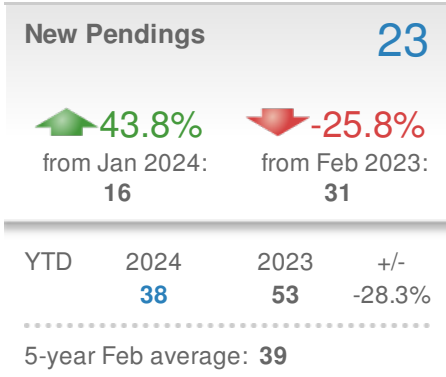 New Pendings 23
43.8% -25.8%
from Jan 2024: from Feb 2023:
16 31
YTD 2024 2023 +/-
38 53 -28.3%
5-year Feb average: 39